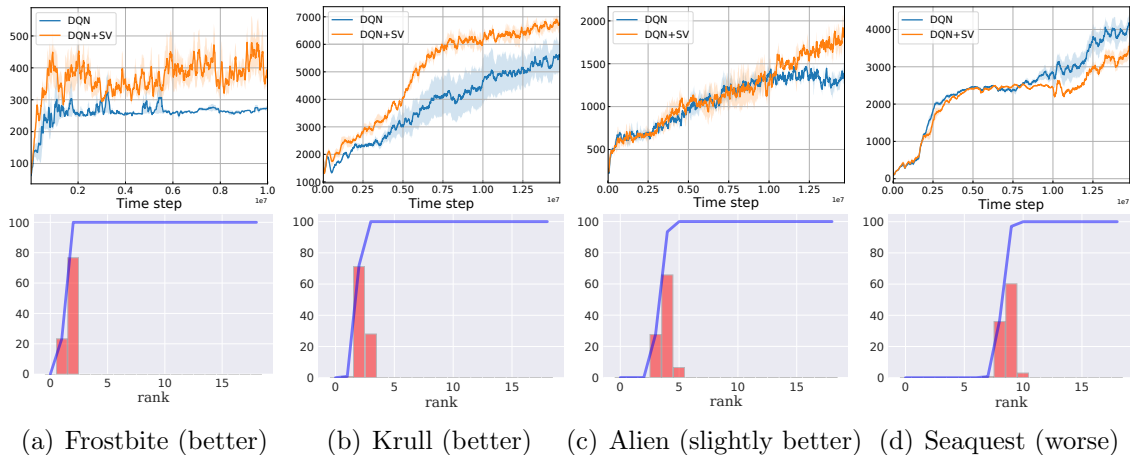 DQN
DQN+SV
500
400
300
200
100
0.2 0.4 0.6 0.8 1.0
Time step 1e7
DQN
DQN+SV
7000
6000
5000
4000
3000
2000
1000
0.00 0.25 0.50 0.75 1.00 1.25
Time step 1e7
DQN
DQN+SV
2000
1500
1000
500
0.00 0.25 0.50 0.75 1.00 1.25
Time step 1e7
DQN
DQN+SV
4000
3000
2000
1000
0
0.00 0.25 0.50 0.75 1.00 1.25
Time step 1e7
100
80
60
40
20
0
0 5 10 15
rank
100
80
60
40
20
0
0 5 10 15
rank
100
80
60
40
20
0
0 5 10 15
rank
100
80
60
40
20
0
0 5 10 15
rank
(a) Frostbite (better) (b) Krull (better) (c) Alien (slightly better) (d) Seaquest (worse)